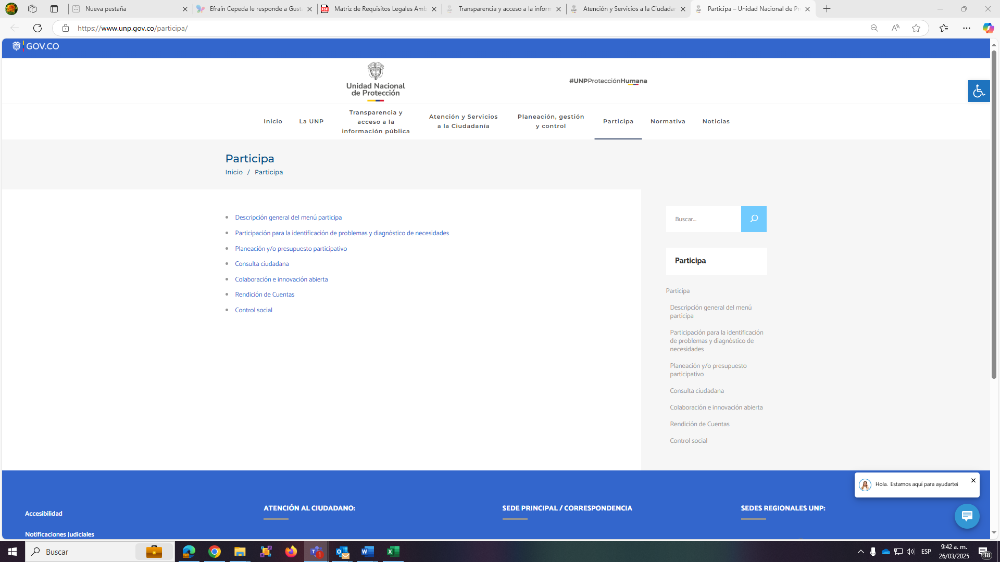 Nueva pestaña
Efraín Cepeda le responde a Gust
Matriz de Requisitos Legales Amb
Transparencia y acceso a la inform
Atención y Servicios a la Ciudadan
Participa – Unidad Nacional de Pr
https://www.unp.gov.co/participa/
GOV.CO
Unidad Nacional
de Protección
#UNPProtecciónHumana
Inicio
La UNP
Transparencia y
acceso a la
información pública
Atención y Servicios
a la Ciudadanía
Planeación, gestión
y control
Participa
Normativa
Noticias
Participa
Inicio / Participa
Descripción general del menú participa
Participación para la identificación de problemas y diagnóstico de necesidades
Planeación y/o presupuesto participativo
Consulta ciudadana
Colaboración e innovación abierta
Rendición de Cuentas
Control social
Buscar...
Participa
Participa
Descripción general del menú
participa
Participación para la identificación
de problemas y diagnóstico de
necesidades
Planeación y/o presupuesto
participativo
Consulta ciudadana
Colaboración e innovación abierta
Rendición de Cuentas
Control social
Hola. Estamos aquí para ayudarte¡
Accesibilidad
Notificaciones Judiciales
ATENCIÓN AL CIUDADANO:
SEDE PRINCIPAL / CORRESPONDENCIA
SEDES REGIONALES UNP:
Buscar
1
ESP
9:42 a. m.
26/03/2025
38